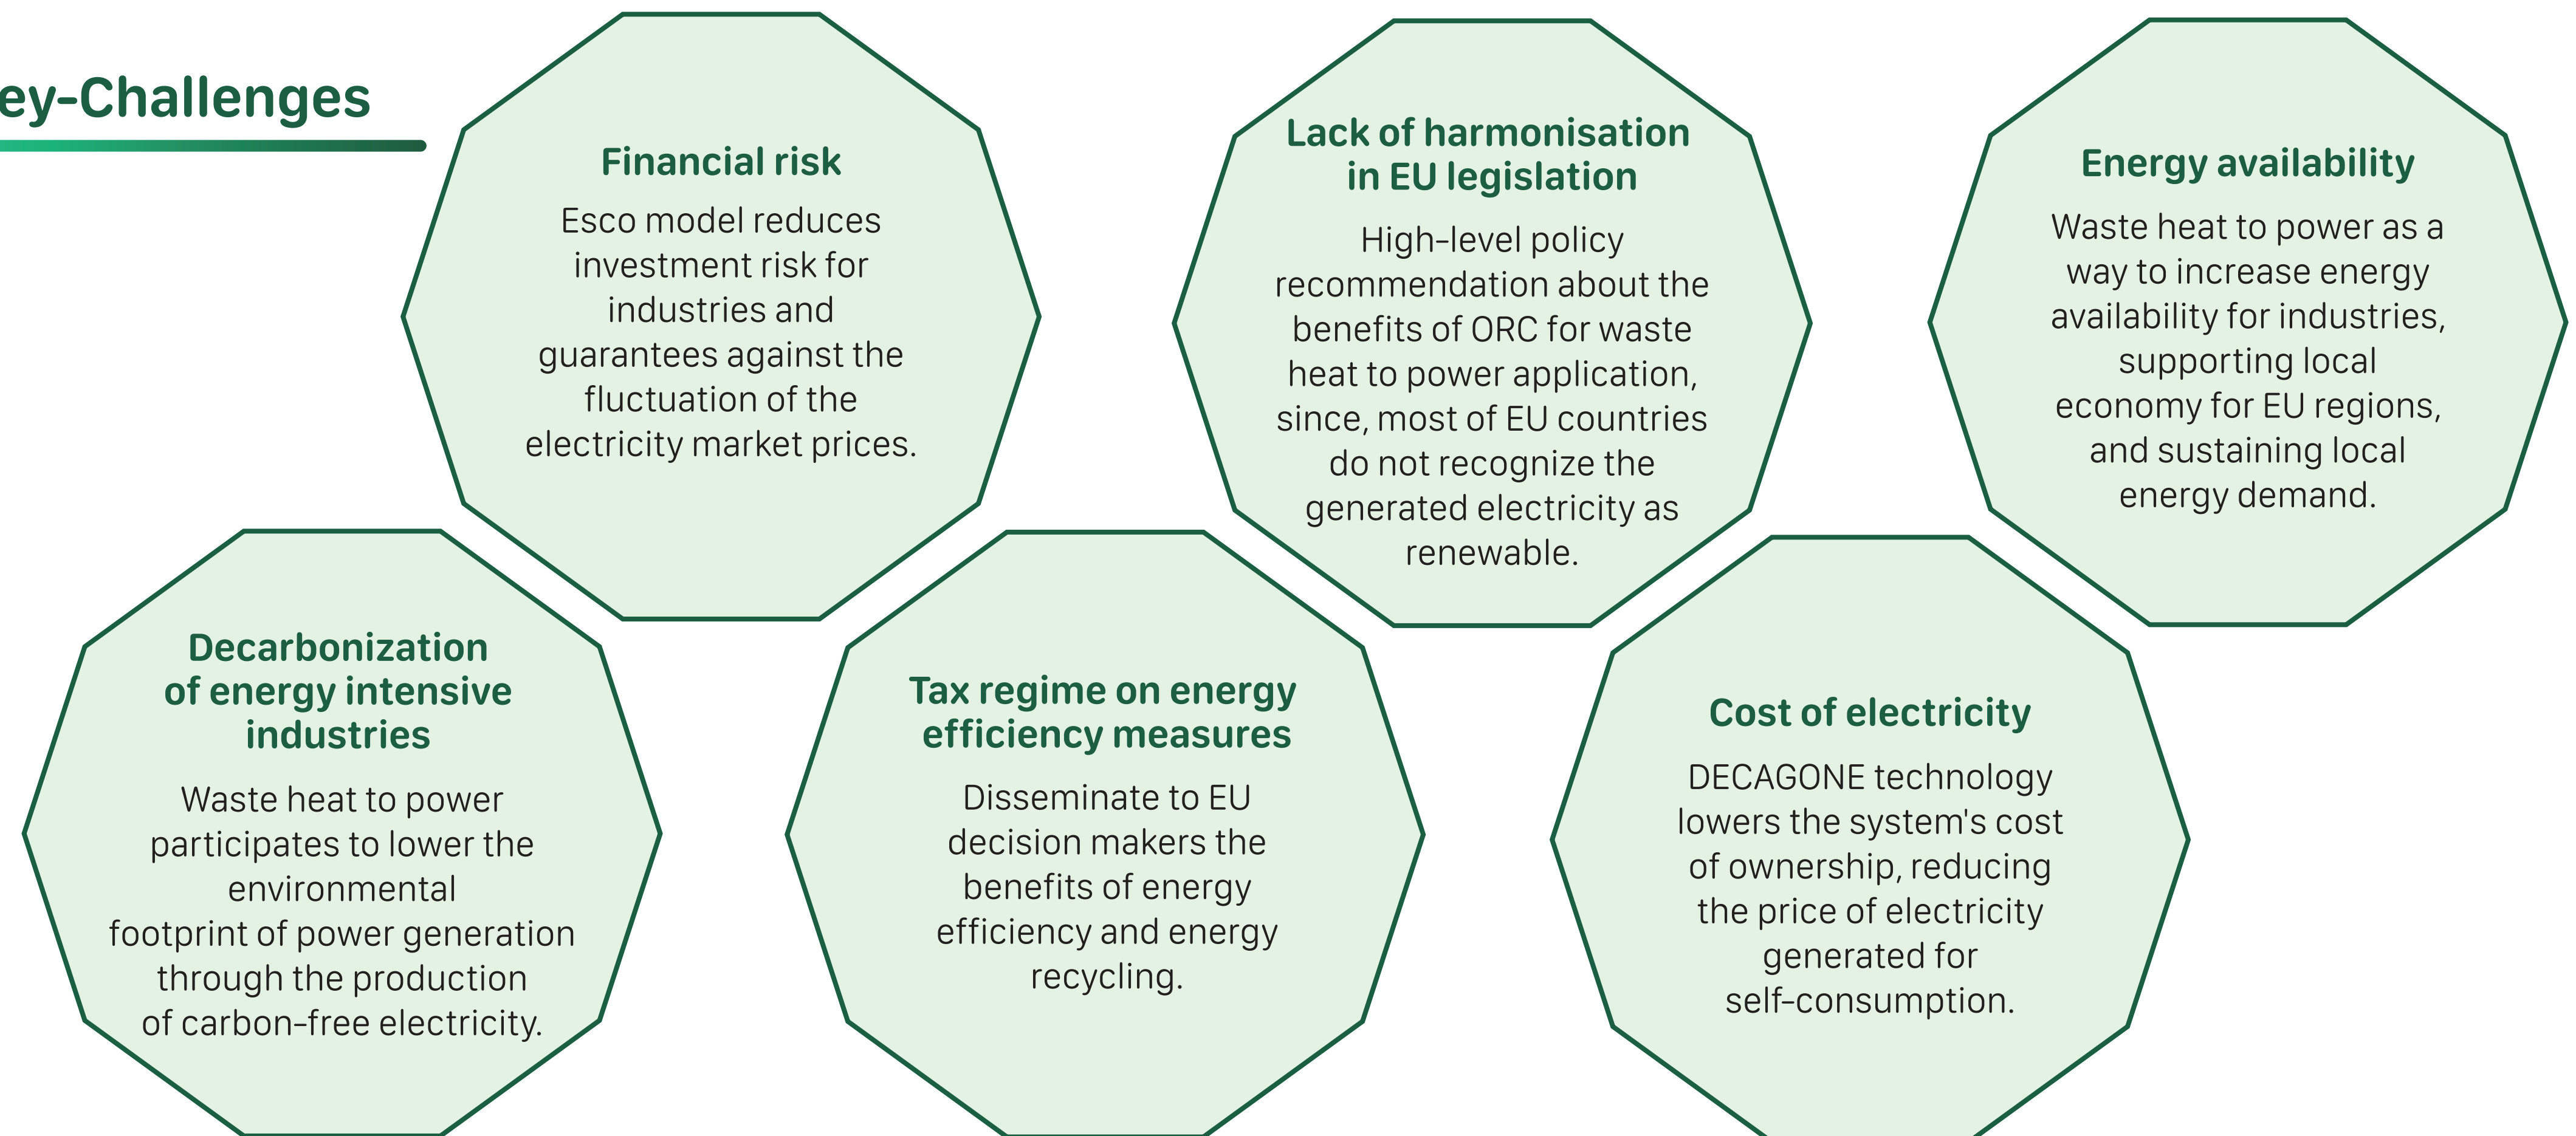 ey-Challenges
Financial risk
Esco model reduces
investment risk for
industries and
guarantees against the
fluctuation of the
electricity market prices.
Lack of harmonisation
in EU legislation
High-level policy
recommendation about the
benefits of ORC for waste
heat to power application,
since, most of EU countries
do not recognize the
generated electricity as
renewable.
Energy availability
Waste heat to power as a
way to increase energy
availability for industries,
supporting local
economy for EU regions,
and sustaining local
energy demand.
Decarbonization
of energy intensive
industries
Waste heat to power
participates to lower the
environmental
footprint of power generation
through the production
of carbon-free electricity.
Tax regime on energy
efficiency measures
Disseminate to EU
decision makers the
benefits of energy
efficiency and energy
recycling.
Cost of electricity
DECAGONE technology
lowers the system's cost
of ownership, reducing
the price of electricity
generated for
self-consumption.